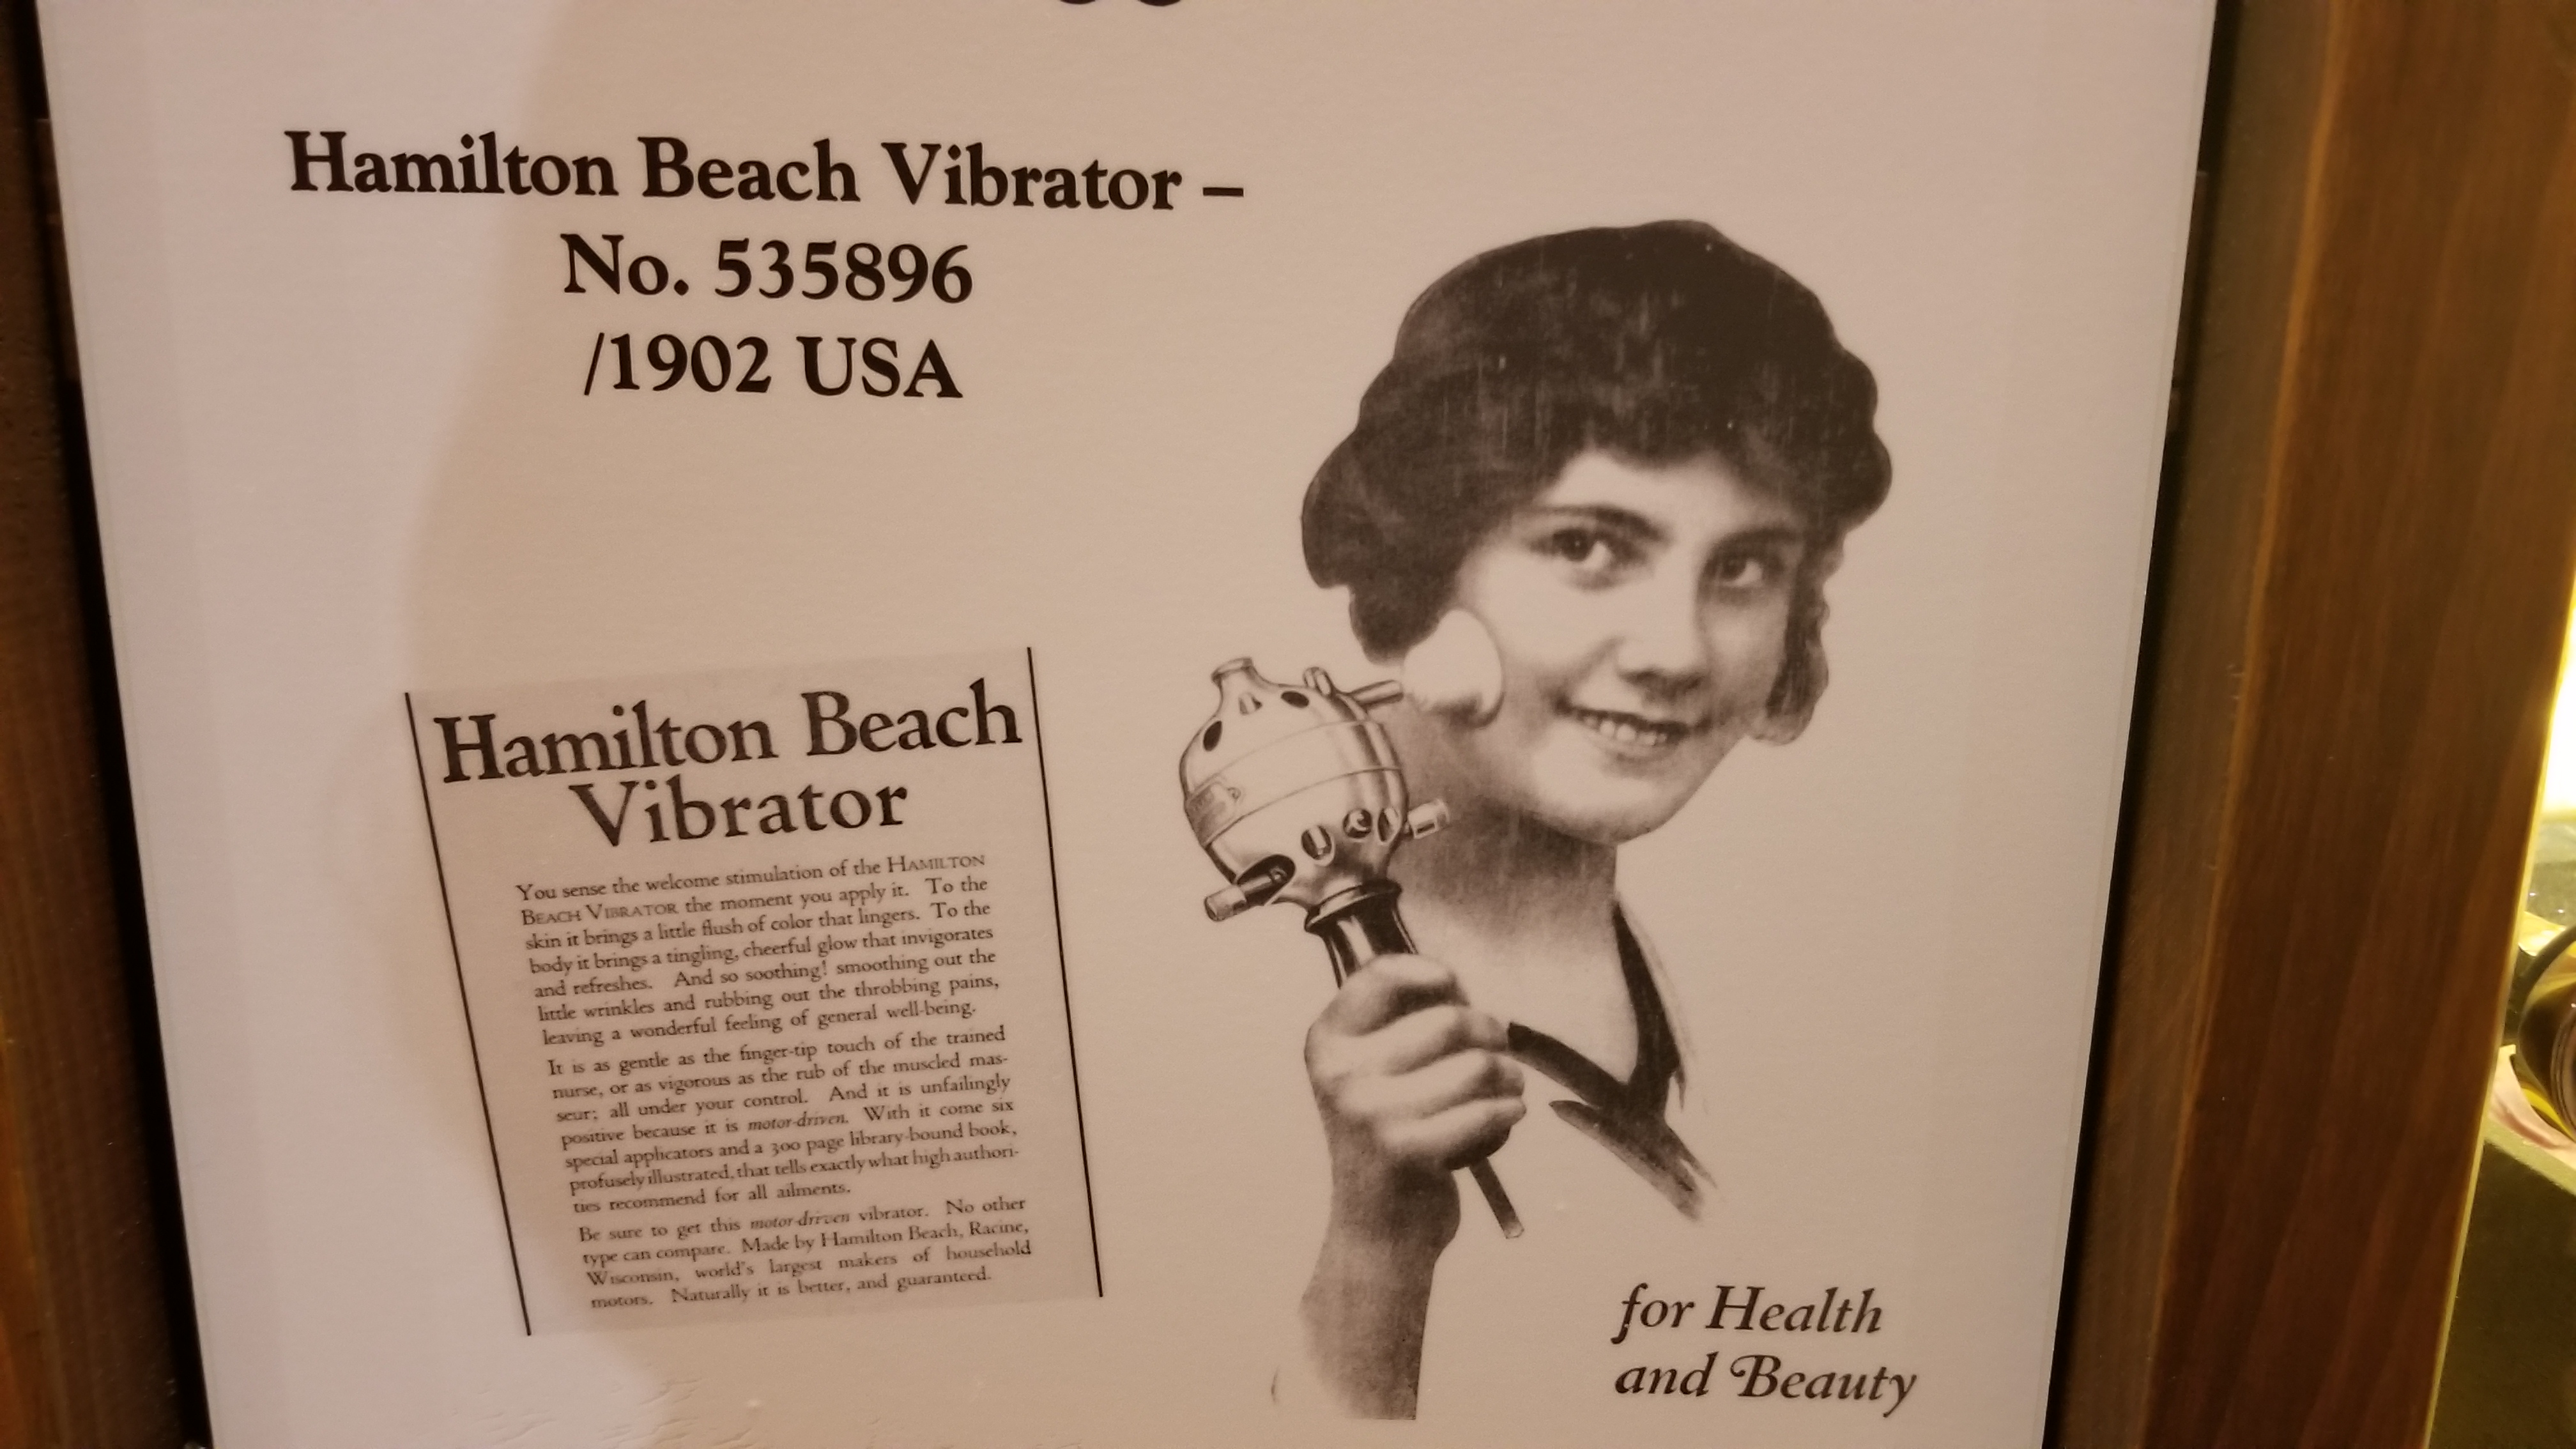 Hamilton Beach Vibrator –
No. 535896
/1902 USA
Hamilton Beach
Vibrator
You sense the welcome stimulation of the HAMILTON
BEACH VIBRATOR the moment you apply it. To the
skin it brings a little flush of color that lingers. To the
body it brings a tingling, cheerful glow that invigorates
and refreshes. And so soothing! smoothing out the
little wrinkles and rubbing out the throbbing pains,
leaving a wonderful feeling of general well-being.
It is as gentle as the finger-tip touch of the trained
nurse, or as vigorous as the rub of the muscled mas-
seur; all under your control. And it is unfailingly
positive because it is motor-driven. With it come six
special applicators and a 300 page library-bound book,
profusely illustrated, that tells exactly what high authori-
ties recommend for all ailments.
Be sure to get this motor-driven vibrator. No other
type can compare. Made by Hamilton Beach, Racine,
Wisconsin, world's largest makers of household
motors. Naturally it is better, and guaranteed.
for Health
and Beauty